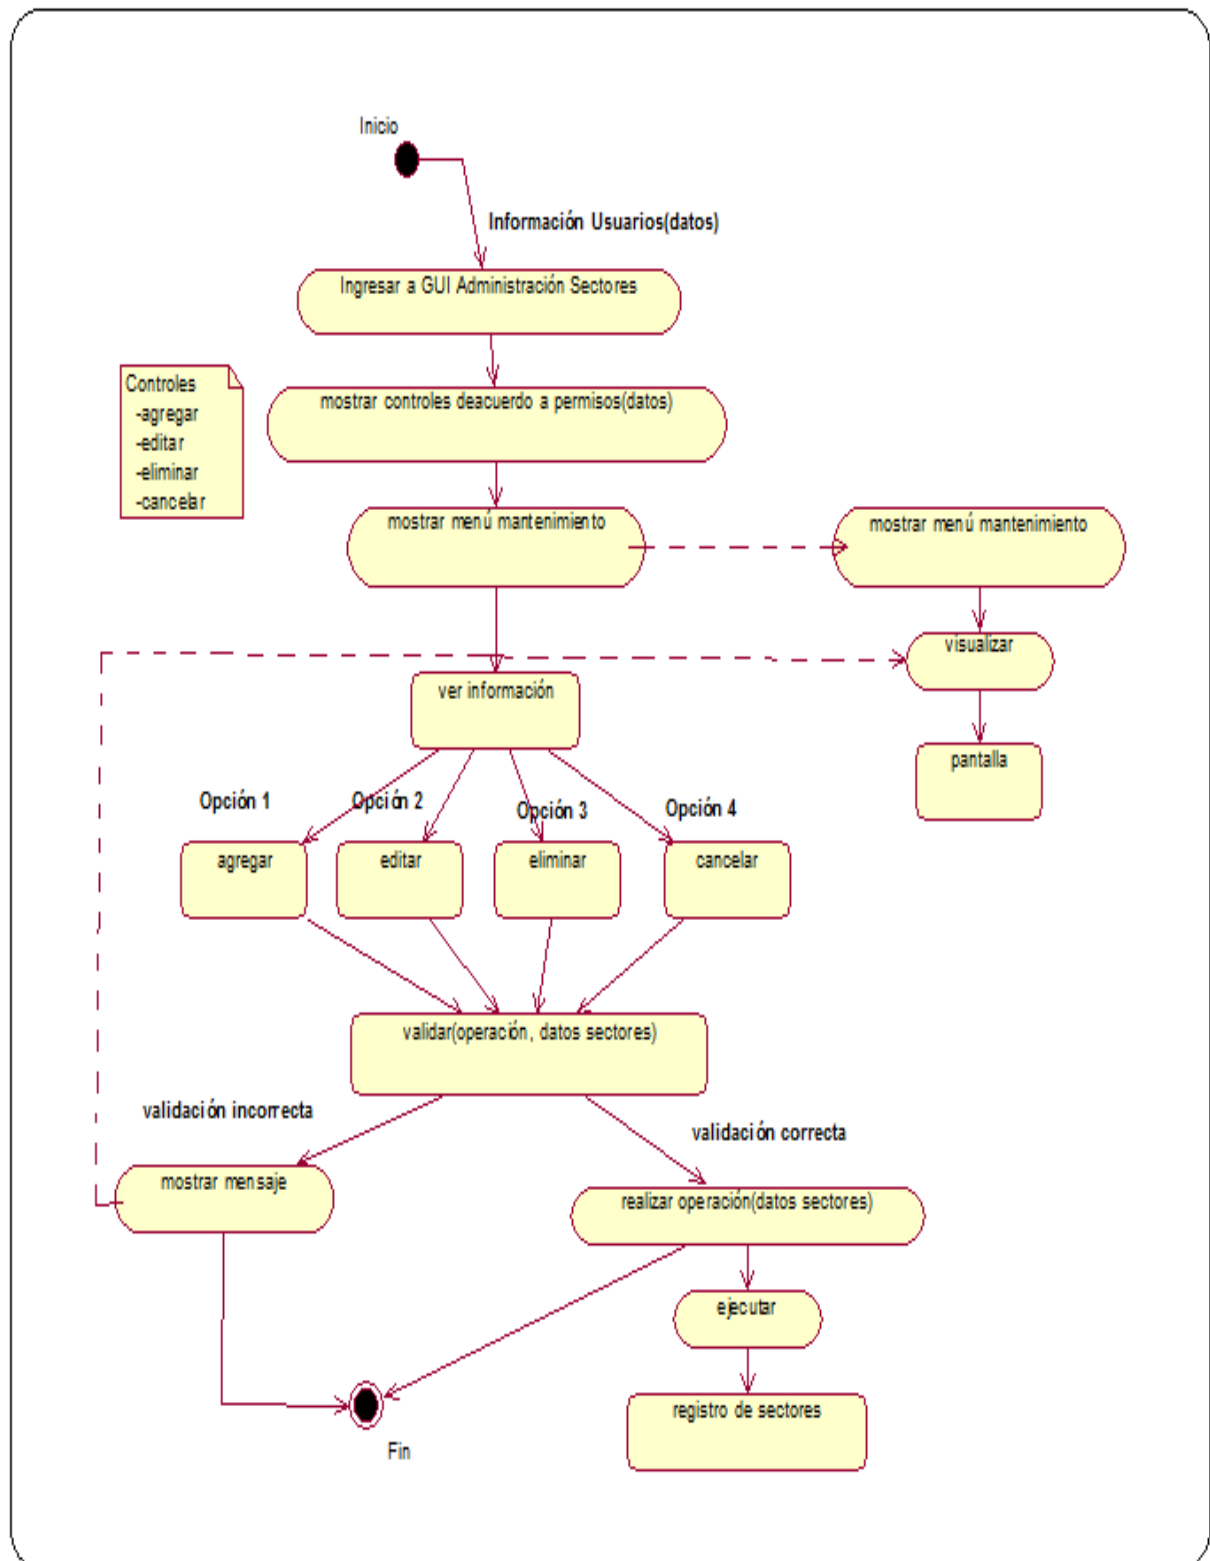 Inicio
Información Usuarios(datos)
Ingresar a GUI Administración Sectores
Controles
-agregar
-editar
-eliminar
-cancelar
mostrar controles deacuerdo a permisos(datos)
mostrar menú mantenimiento
mostrar menú mantenimiento
visualizar
ver información
pantalla
Opción 1
Opción 2
Opción 3
Opción 4
agregar
editar
eliminar
cancelar
validar(operación, datos sectores)
validación incorrecta
validación correcta
mostrar mensaje
realizar operación(datos sectores)
ejecutar
registro de sectores
Fin